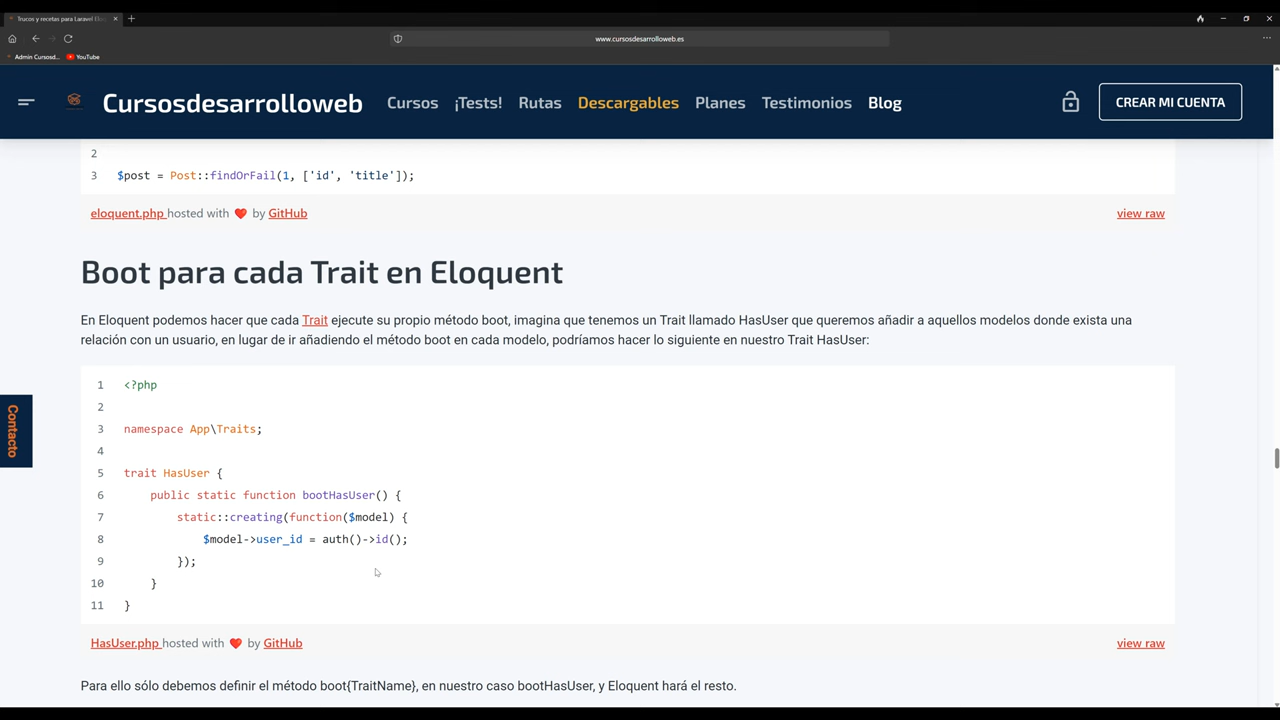 Trucos y recetas para Laravel Elo
www.cursosdesarrolloweb.es
Admin Cursosd... YouTube
Cursosdesarrolloweb Cursos ¡Tests! Rutas Descargables Planes Testimonios Blog CREAR MI CUENTA
2
3 $post = Post::findOrFail(1, ['id', 'title']);
eloquent.php hosted with ❤ by GitHub view raw
Boot para cada Trait en Eloquent
En Eloquent podemos hacer que cada Trait ejecute su propio método boot, imagina que tenemos un Trait llamado HasUser que queremos añadir a aquellos modelos donde exista una
relación con un usuario, en lugar de ir añadiendo el método boot en cada modelo, podríamos hacer lo siguiente en nuestro Trait HasUser:
Contacto
1 <?php
2
3 namespace App\Traits;
4
5 trait HasUser {
6 public static function bootHasUser() {
7 static::creating(function($model) {
8 $model->user_id = auth()->id();
9 });
10 }
11 }
HasUser.php hosted with ❤ by GitHub view raw
Para ello sólo debemos definir el método boot{TraitName}, en nuestro caso bootHasUser, y Eloquent hará el resto.